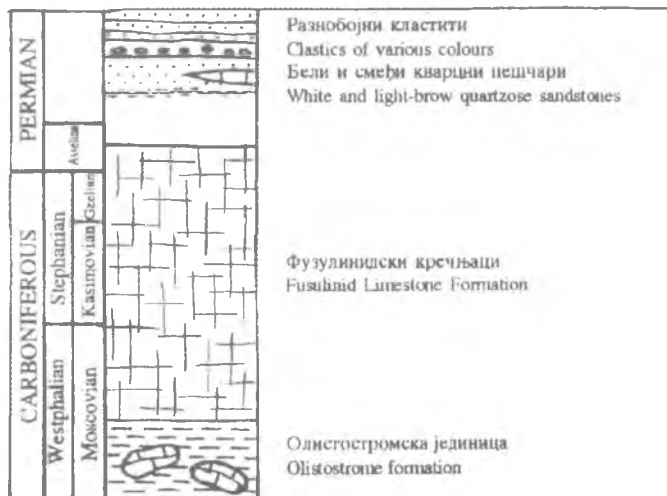 PERMIAN
Asselian
CARBONIFEROUS
Stephanian
Gzelian
Kasimovian
Westphalian
Moscovian
Разнобојни кластити
Clastics of various colours
Бели и смеђи кварцни пешчари
White and light-brow quartzose sandstones
Фузулинидски кречњаци
Fusulinid Limestone Formation
Олистостромска јединица
Olistostrome formation